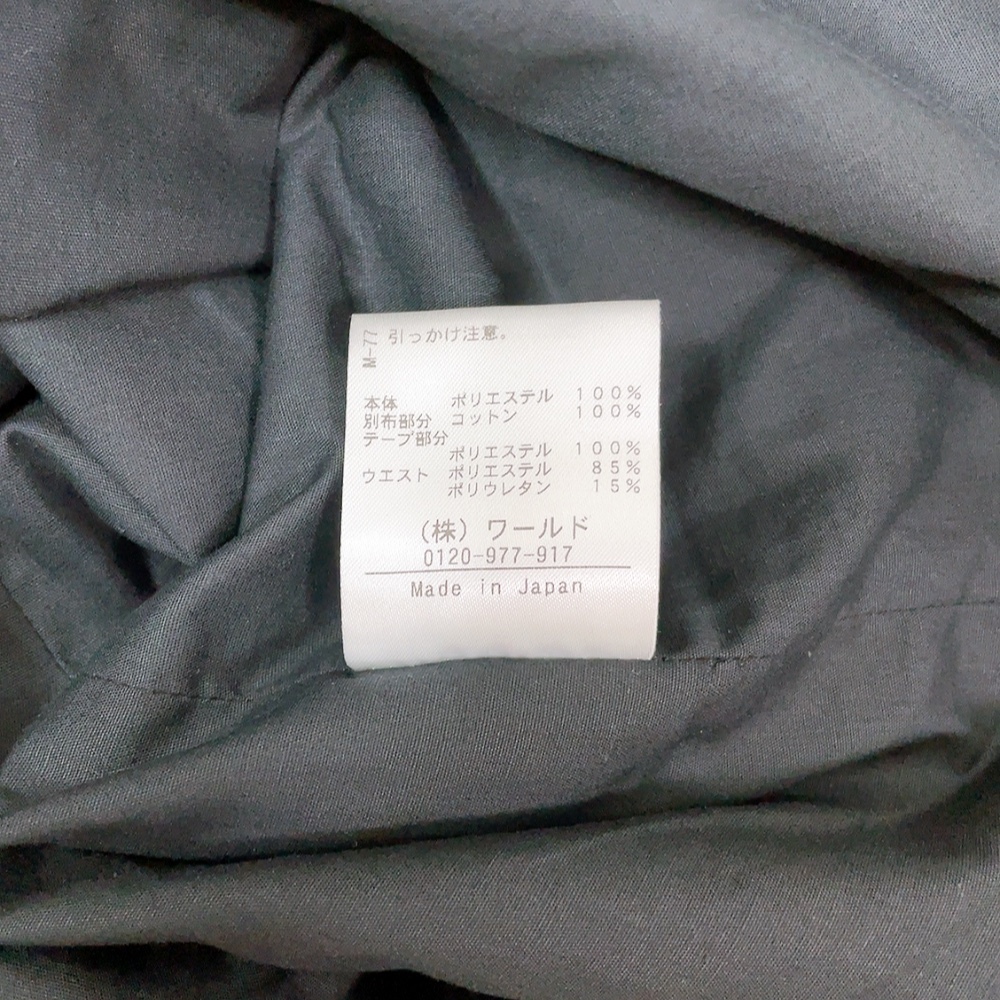 M-77
引っかけ注意。
本体 ポリエステル 100%
別布部分 コットン 100%
テープ部分
ポリエステル 100%
ウエスト ポリエステル 85%
ポリウレタン 15%
(株) ワールド
0120-977-917
Made in Japan